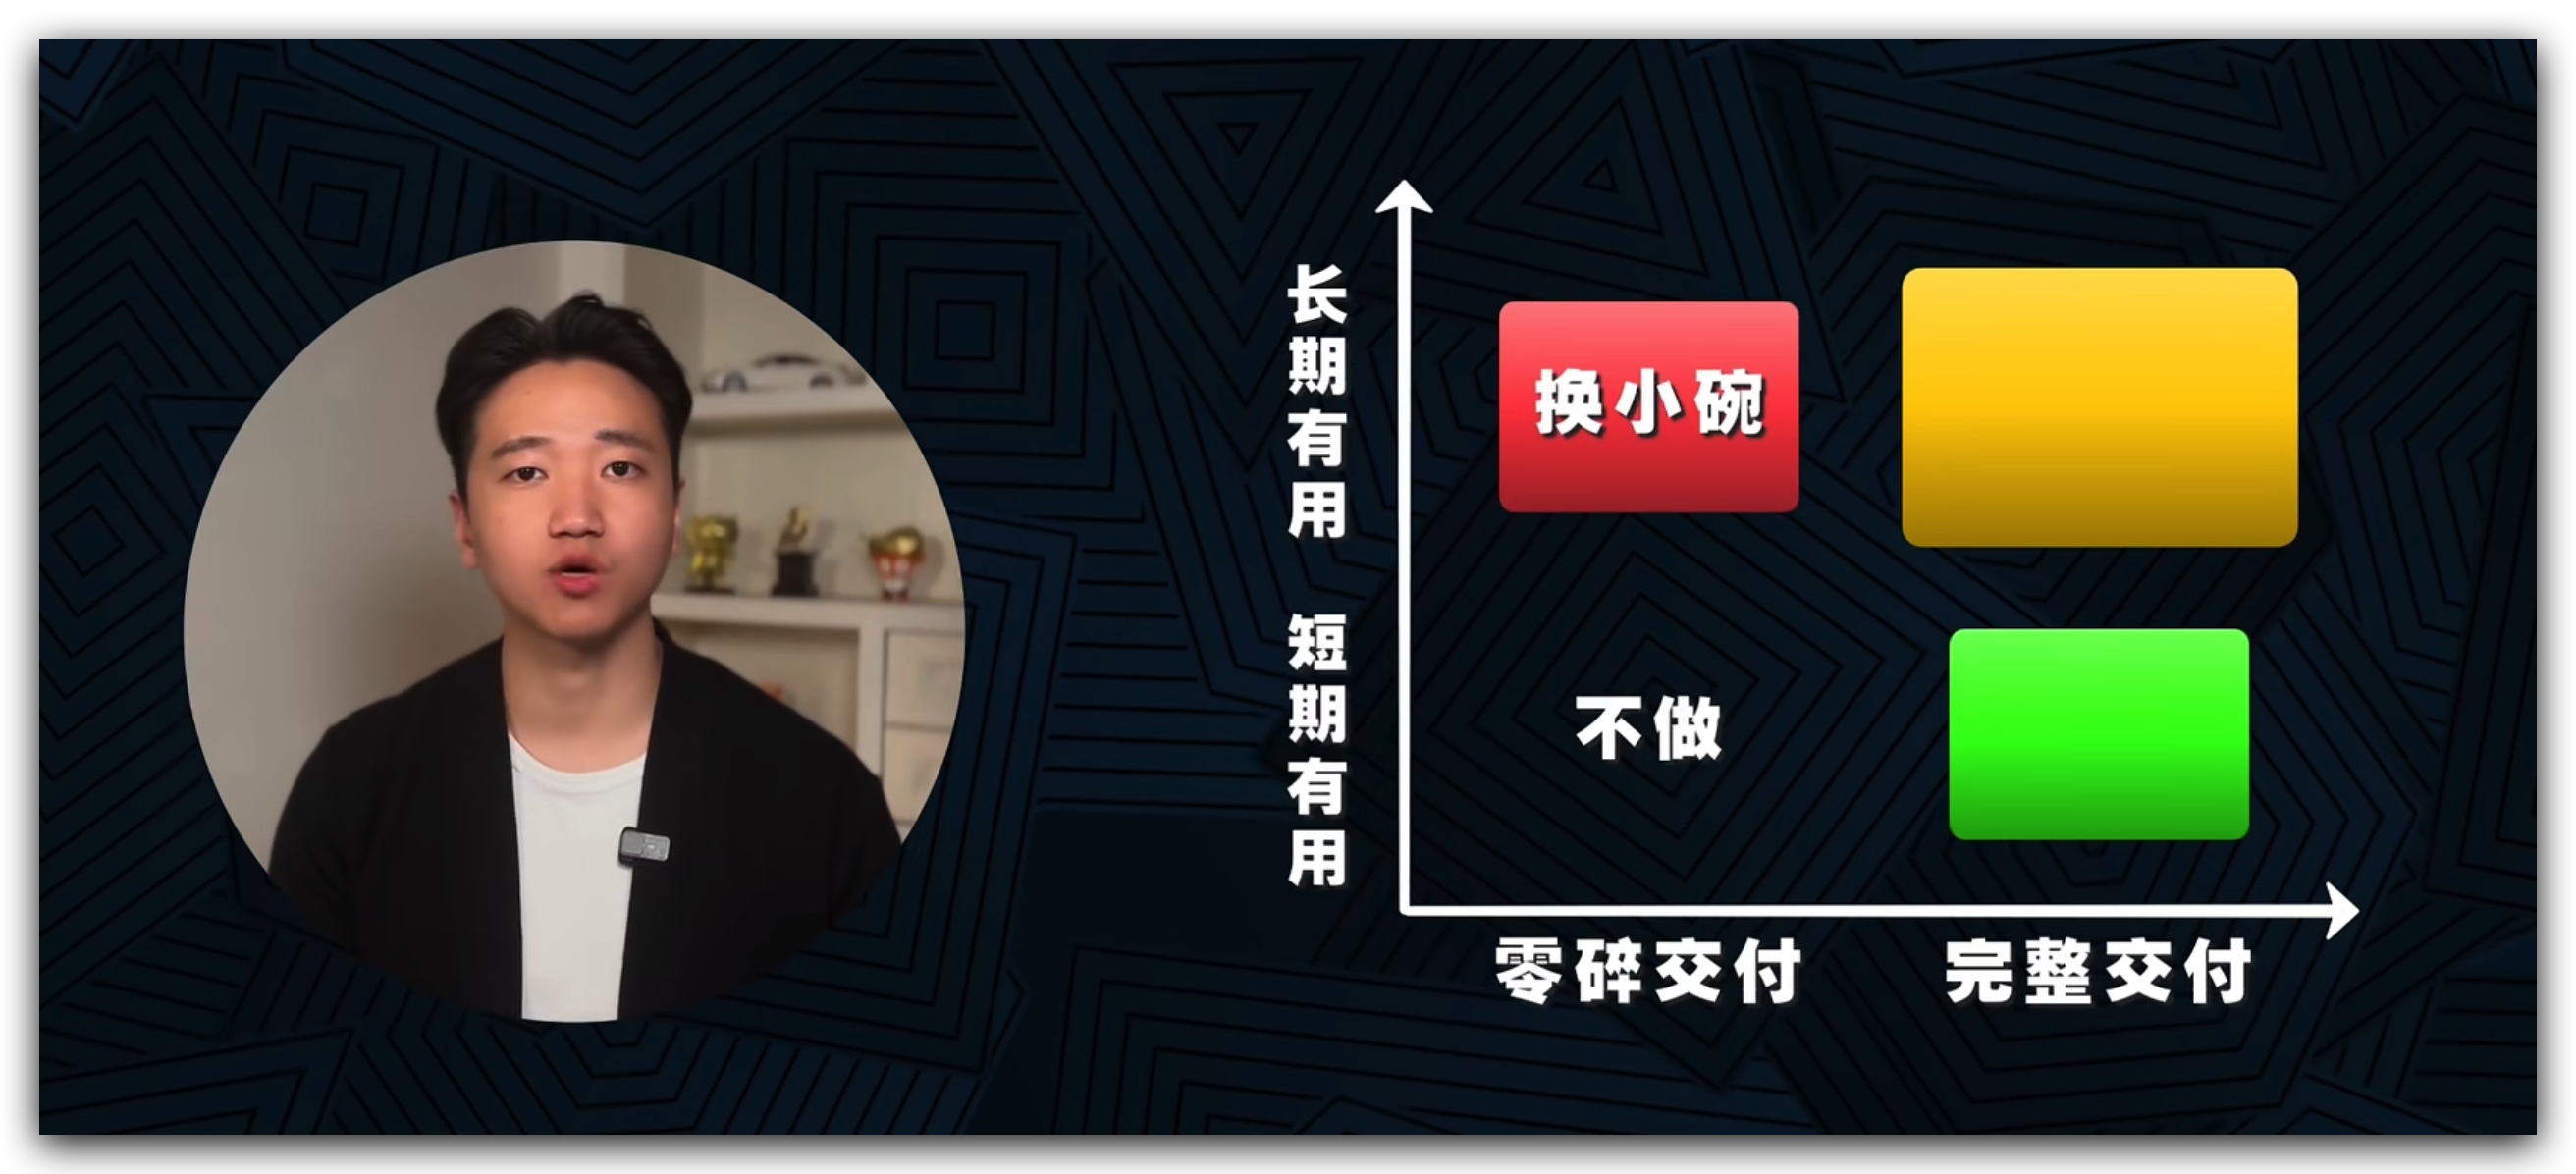 长期有用
短期有用
换小碗
不做
零碎交付
完整交付